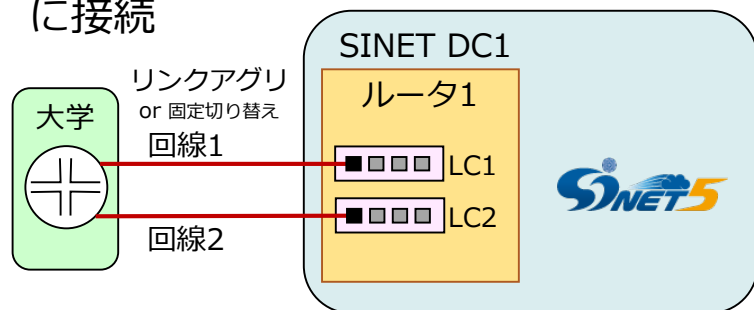 に接続
SINET DC1
リンクアグリ
or 固定切り替え
大学
ルータ1
回線1
LC1
SINET5
LC2
回線2